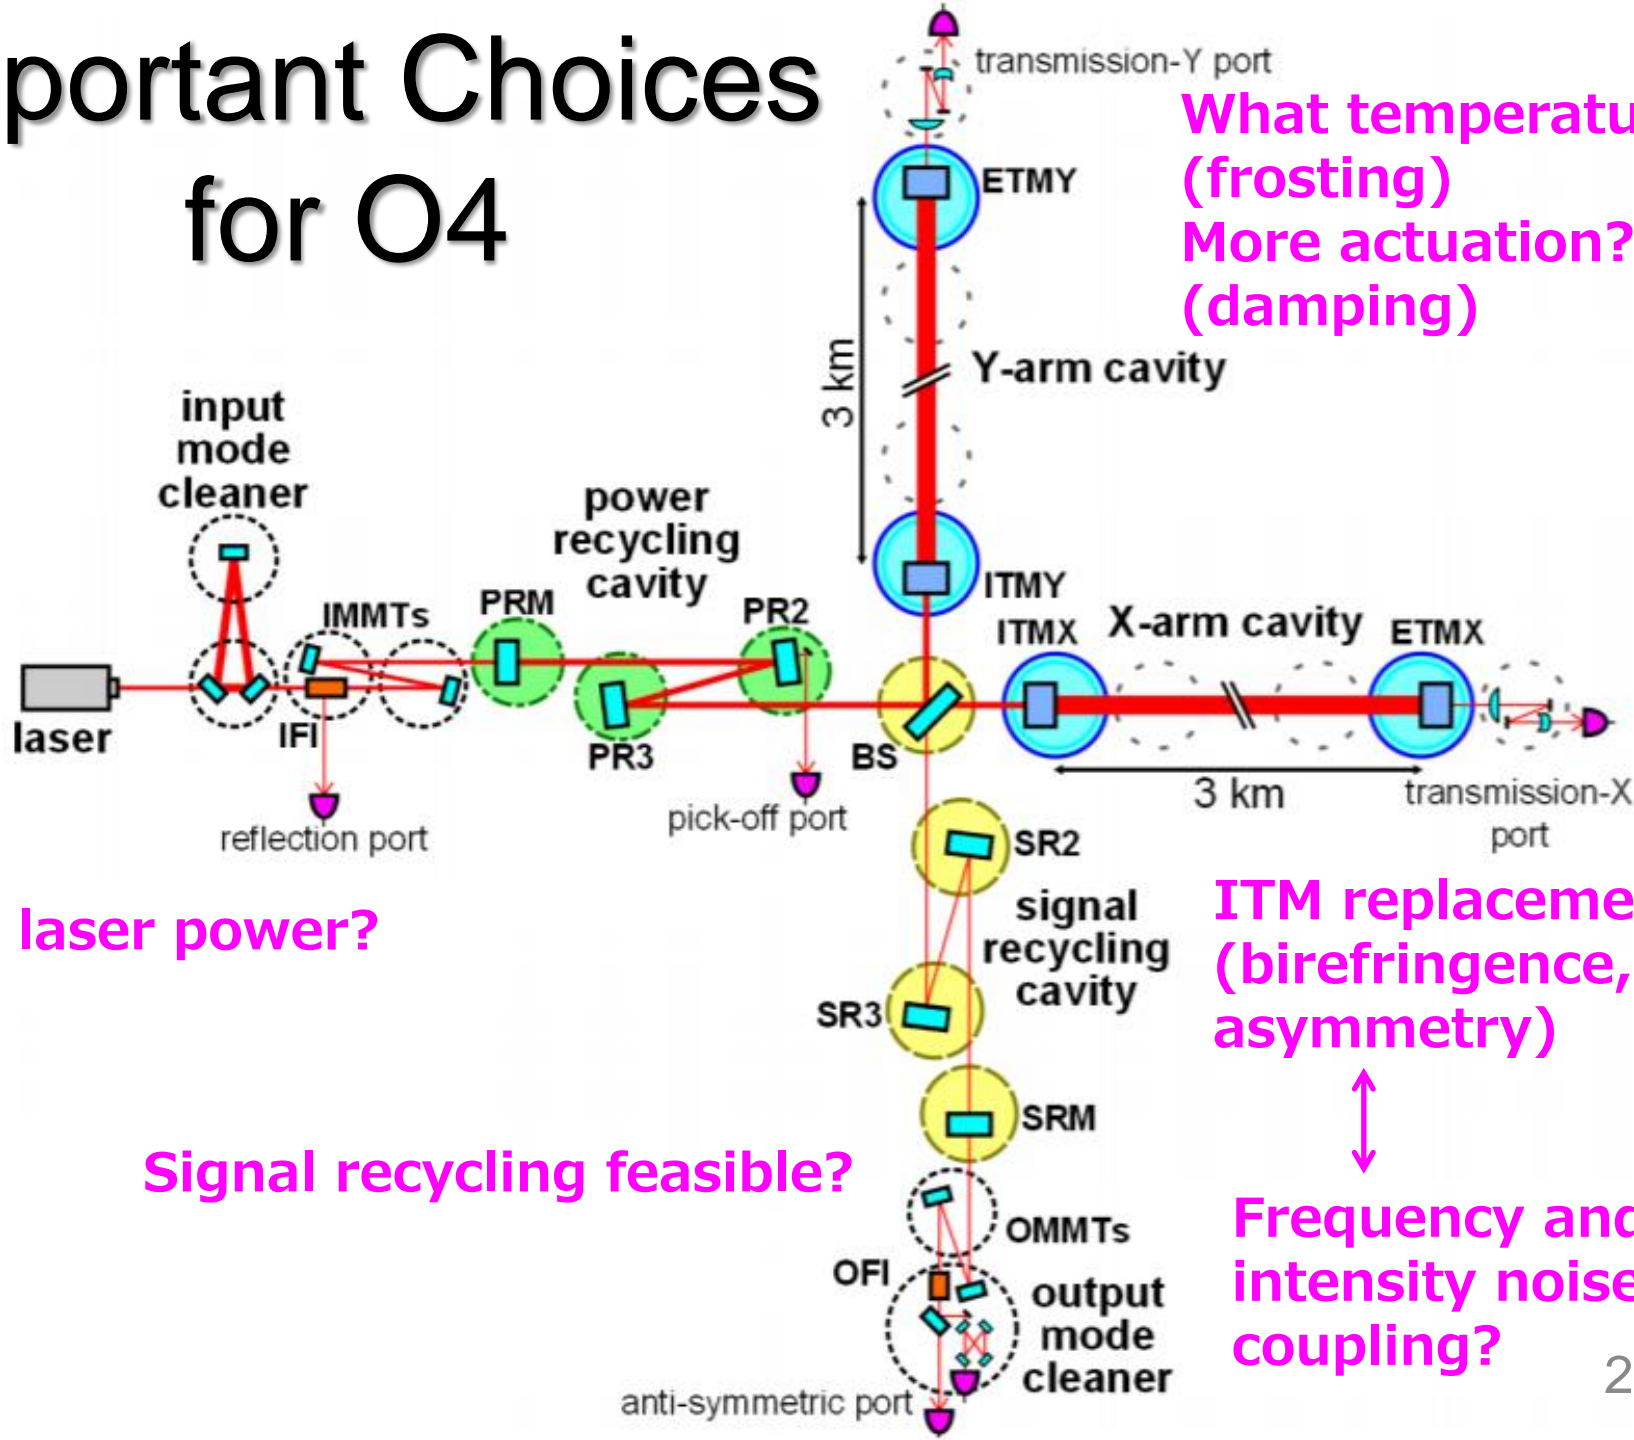 portant Choices
for O4
transmission-Y port
What temperatu
(frosting)
More actuation?
(damping)
ETMY
3 km
Y-arm cavity
input
mode
cleaner
power
recycling
cavity
IMMTs
PRM
PR2
ITMY
ITMX
X-arm cavity
ETMX
laser
IFI
PR3
BS
3 km
reflection port
pick-off port
transmission-X
port
SR2
signal
recycling
cavity
laser power?
ITM replaceme
(birefringence,
asymmetry)
SR3
SRM
Signal recycling feasible?
OMMTs
Frequency and
intensity noise
coupling?
OFI
output
mode
cleaner
anti-symmetric port
2